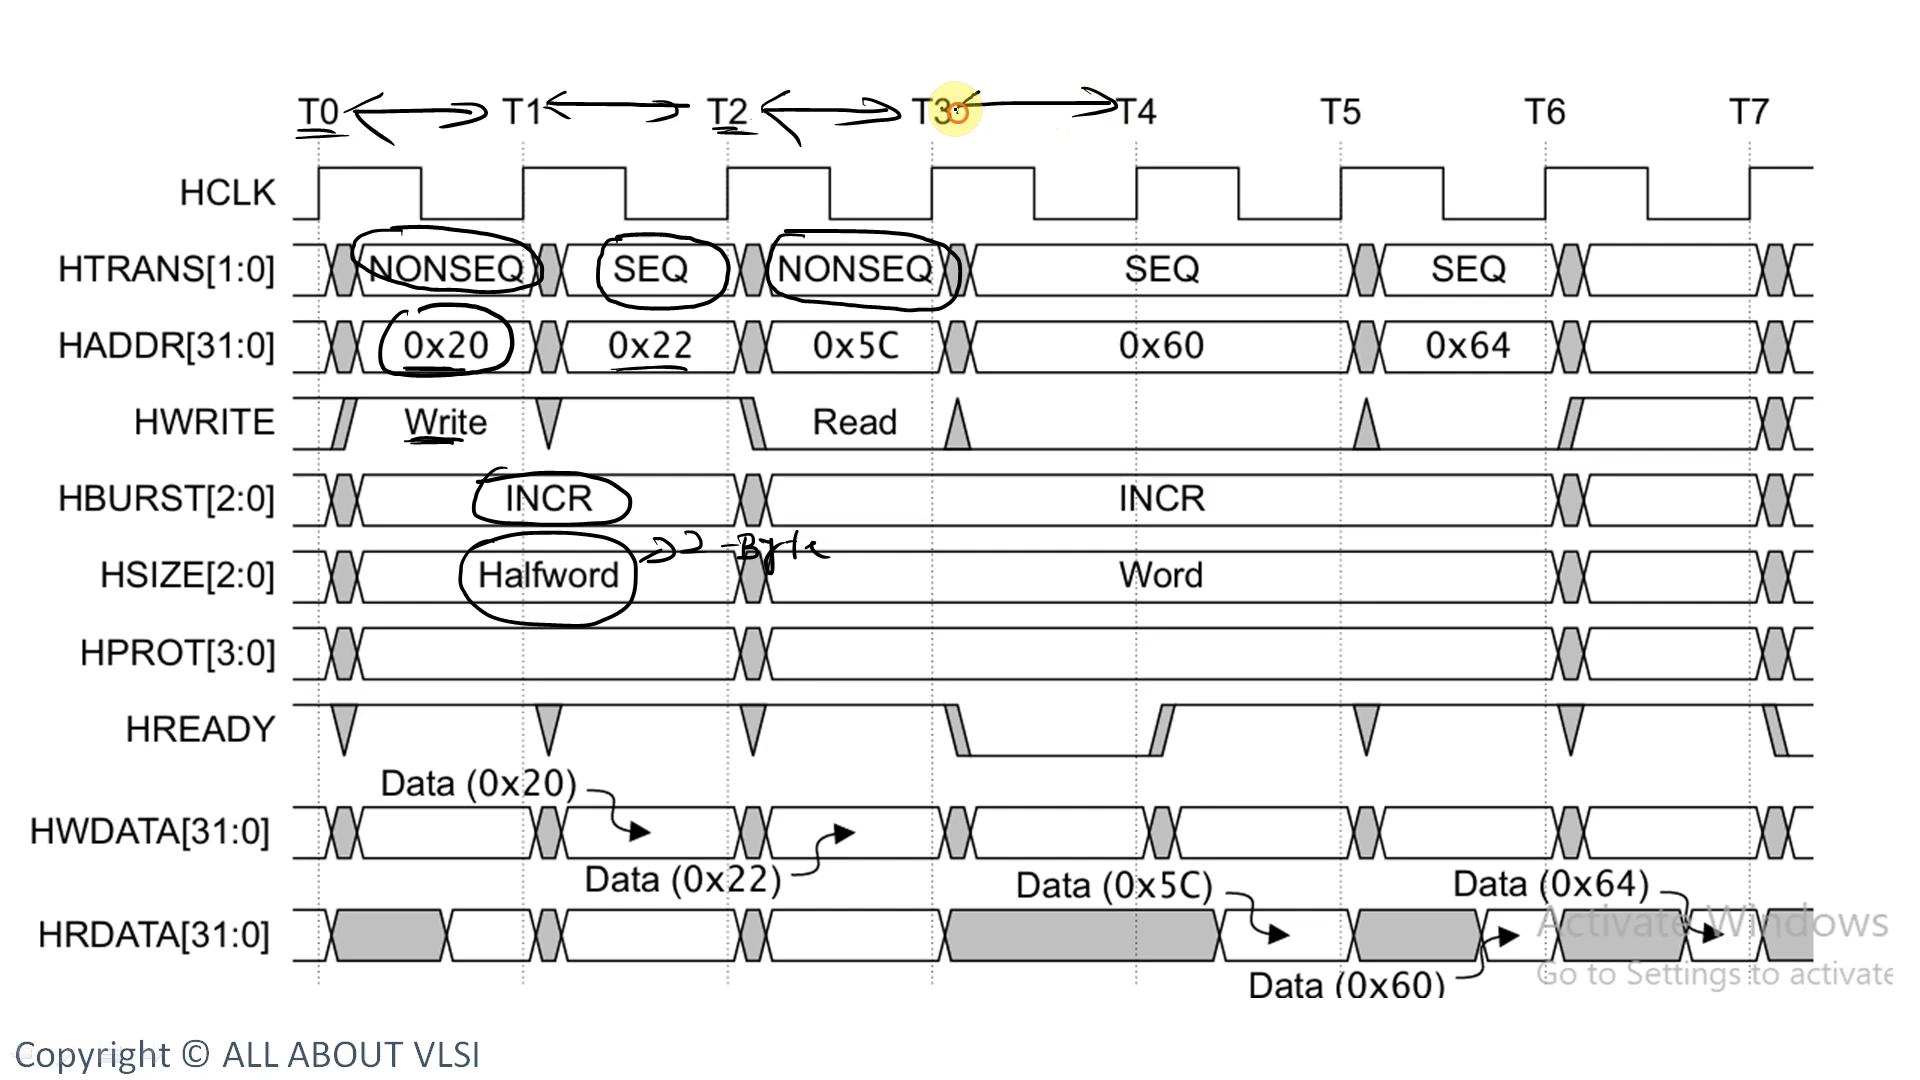 T0 T1 T2 T3 T4 T5 T6 T7
HCLK
HTRANS[1:0] NONSEQ SEQ NONSEQ SEQ SEQ
HADDR[31:0] 0x20 0x22 0x5C 0x60 0x64
HWRITE Write Read
HBURST[2:0] INCR INCR
2-Byte
HSIZE[2:0] Halfword Word
HPROT[3:0]
HREADY
Data (0x20)
HWDATA[31:0]
Data (0x22) Data (0x5C) Data (0x64)
Activate Windows
HRDATA[31:0]
Go to Settings to activate
Data (0x60)
Copyright © ALL ABOUT VLSI